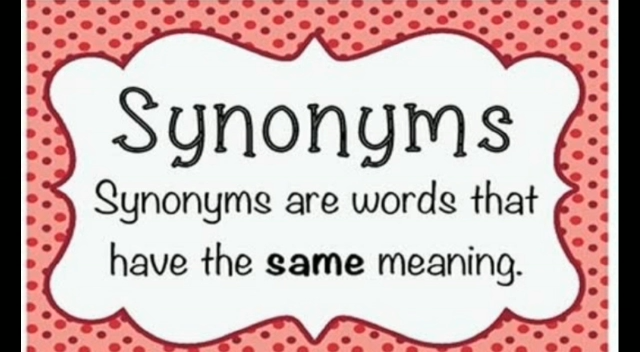 Synonyms
Synonyms are words that
have the same meaning.